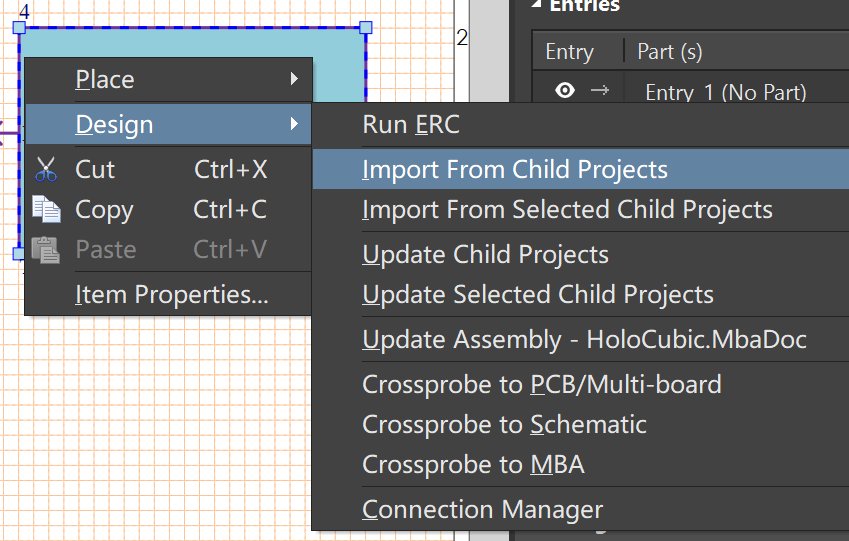 4
Entries
2
Entry Part (s)
Entry 1 (No Part)
Place
Design
Cut Ctrl+X
Copy Ctrl+C
Paste Ctrl+V
Item Properties...
Run ERC
Import From Child Projects
Import From Selected Child Projects
Update Child Projects
Update Selected Child Projects
Update Assembly - HoloCubic.MbaDoc
Crossprobe to PCB/Multi-board
Crossprobe to Schematic
Crossprobe to MBA
Connection Manager